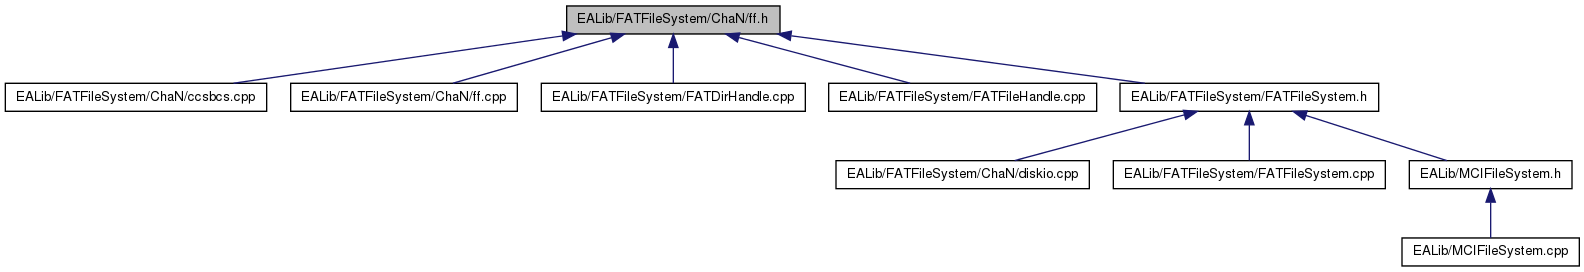 EALib/FATFileSystem/ChaN/ff.h
EALib/FATFileSystem/ChaN/ccsbcs.cpp
EALib/FATFileSystem/ChaN/ff.cpp
EALib/FATFileSystem/FATDirHandle.cpp
EALib/FATFileSystem/FATFileHandle.cpp
EALib/FATFileSystem/FATFileSystem.h
EALib/FATFileSystem/ChaN/diskio.cpp
EALib/FATFileSystem/FATFileSystem.cpp
EALib/MCIFileSystem.h
EALib/MCIFileSystem.cpp